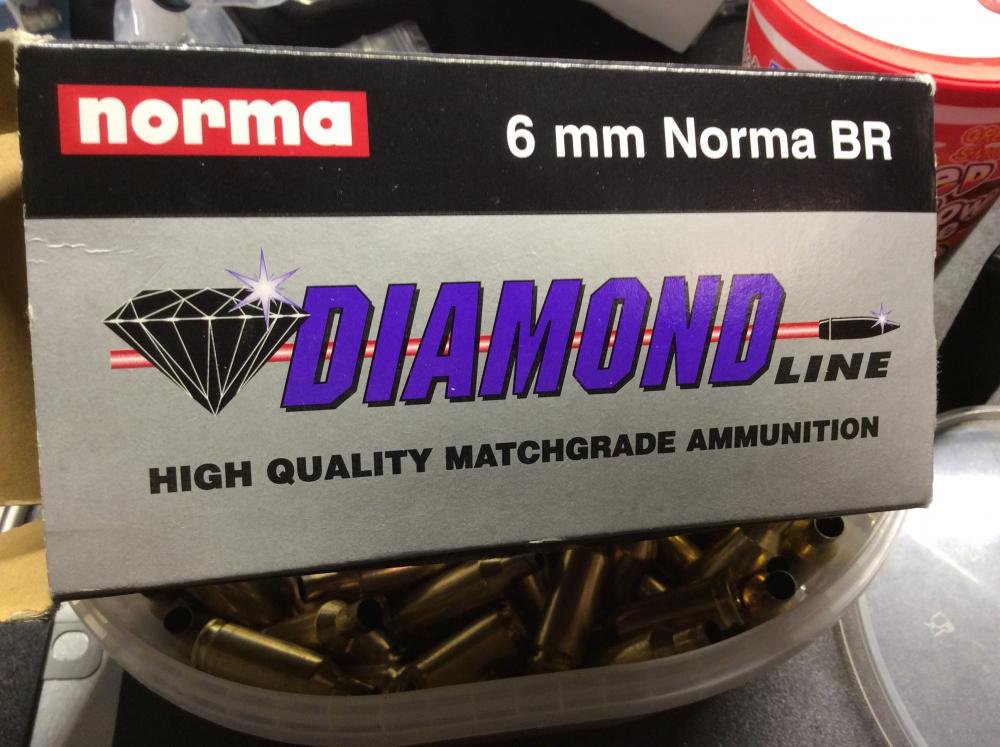 norma
6 mm Norma BR
DIAMOND
LINE
HIGH QUALITY MATCHGRADE AMMUNITION